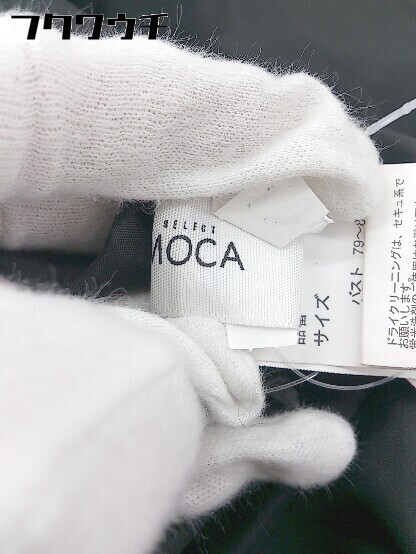 フクワウチ
SELECT
MOCA
品番
サイズ
バスト 79~8
ドライクリーニングは、セキュ系で
お願いします。